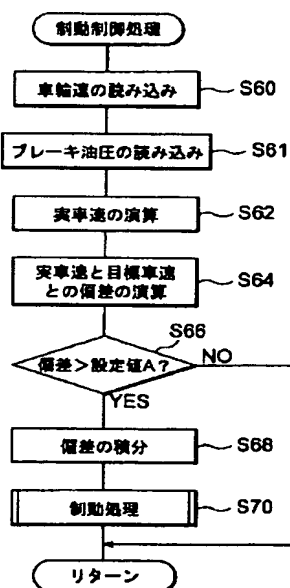 制動制御処理
車輪速の読み込み
S60
ブレーキ油圧の読み込み
S61
実車速の演算
S62
実車速と目標車速
との偏差の演算
S64
S66
偏差>設定値A?
NO
YES
偏差の積分
S68
制動処理
S70
リターン